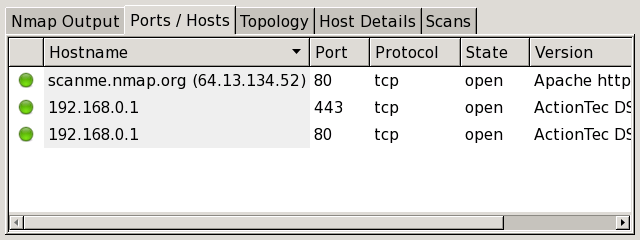 Nmap Output Ports / Hosts Topology Host Details Scans
Hostname Port Protocol State Version
scanme.nmap.org (64.13.134.52) 80 tcp open Apache http
192.168.0.1 443 tcp open ActionTec DS
192.168.0.1 80 tcp open ActionTec DS